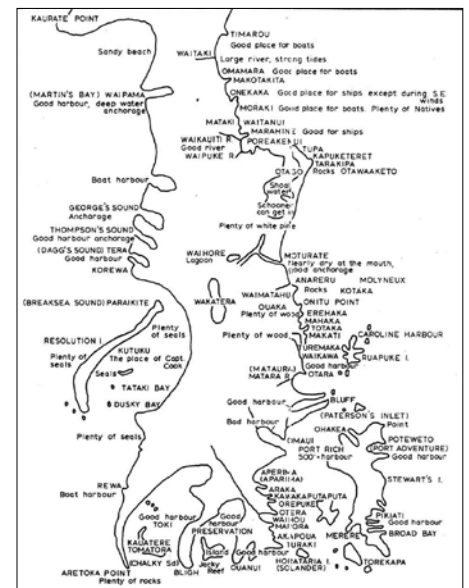 KAURATE POINT
Sandy beach
(MARTIN'S BAY) WAIPAMA
Good harbour, deep water
anchorage
Boat harbour
GEORGE'S SOUND
Anchorage
THOMPSON'S SOUND
Good harbour anchorage
(DAGG'S SOUND) TERA
Good harbour
KOREWA
(BREAKSEA SOUND) PARAIKITE
Plenty
of seals
RESOLUTION I.
Plenty of
seals
KUTUKU
The place of Capt.
Cook
Seals
TATAKI BAY
DUSKY BAY
Plenty of seals
REWA
Boat harbour
Good harbour
TOKI
KAUATERE
TOMATORA
(CHALKY Sd)
ARETOKA POINT
Plenty of rocks
BLIGH
Good
harbour
PRESERVATION
Island
Jerky
Reef
Good harbour
OUANUI
TIMAROU
Good place for boats
WAITAKI
Large river, strong tides
OMAMARA Good place for boats
MAKOTAKITA
ONEKAKA Good place for ships except during S.E
winds
MORAKI Good place for boats. Plenty of Natives
MATAKI
WAITANUI
MARAHINE Good for ships
WAIKAUITI R.
Good river
POREAKENUI
WAIPUKE R.
TUPA
KAPUKETERET
TARAKIPA
OTAGO
Rocks OTAWAAKETO
Shoal
water
Schooner
can get in
Plenty of white pine
WAIHORE
Lagoon
MOTURATE
Nearly dry at the mouth,
good anchorage
ANARERU
MOLYNEUX
Rocks
KOTAKA
WAKATERA
WAIMATAHU
ONITU POINT
OUAKA
Plenty of wood
EREHAKA
MAHAKA
TOTAKA
Plenty of wood
MAKATI
CAROLINE HARBOUR
TUREMAKA
WAIKAWA
RUAPUKE I.
Good harbour
(MATAURA)
MATARA R.
OTARA
Good harbour
BLUFF
Bad harbour
(PATERSON'S INLET)
Point
OHAKEA
OIMAUI
PORT RICH
Good harbour
POTEWETO
(PORT ADVENTURE)
Good harbour
APERIMA
(APARIMA)
STEWART'S I.
ARAKA
KAWAKAPUTAPUTA
OREPUKE
OTERA
WAIHOU
MATORA
PIKIATI
Good harbour
BROAD BAY
AKAPOUA
TURAKI
MERERE
HOUATARIA I.
(SOLANDER)
TOREKAPA